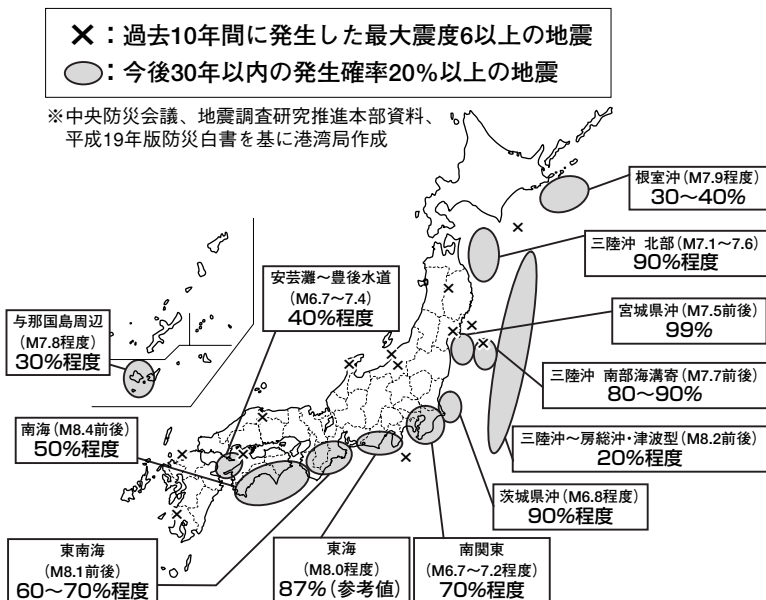 ×：過去10年間に発生した最大震度6以上の地震
：今後30年以内の発生確率20%以上の地震
※中央防災会議、地震調査研究推進本部資料、
平成19年版防災白書を基に港湾局作成
根室沖（M7.9程度）
30〜40%
三陸沖 北部（M7.1〜7.6）
90%程度
安芸灘〜豊後水道
（M6.7〜7.4）
40%程度
宮城県沖（M7.5前後）
99%
与那国島周辺
（M7.8程度）
30%程度
三陸沖 南部海溝寄（M7.7前後）
80〜90%
南海（M8.4前後）
50%程度
三陸沖〜房総沖・津波型（M8.2前後）
20%程度
茨城県沖（M6.8程度）
90%程度
東南海
（M8.1前後）
60〜70%程度
東海
（M8.0程度）
87%（参考値）
南関東
（M6.7〜7.2程度）
70%程度